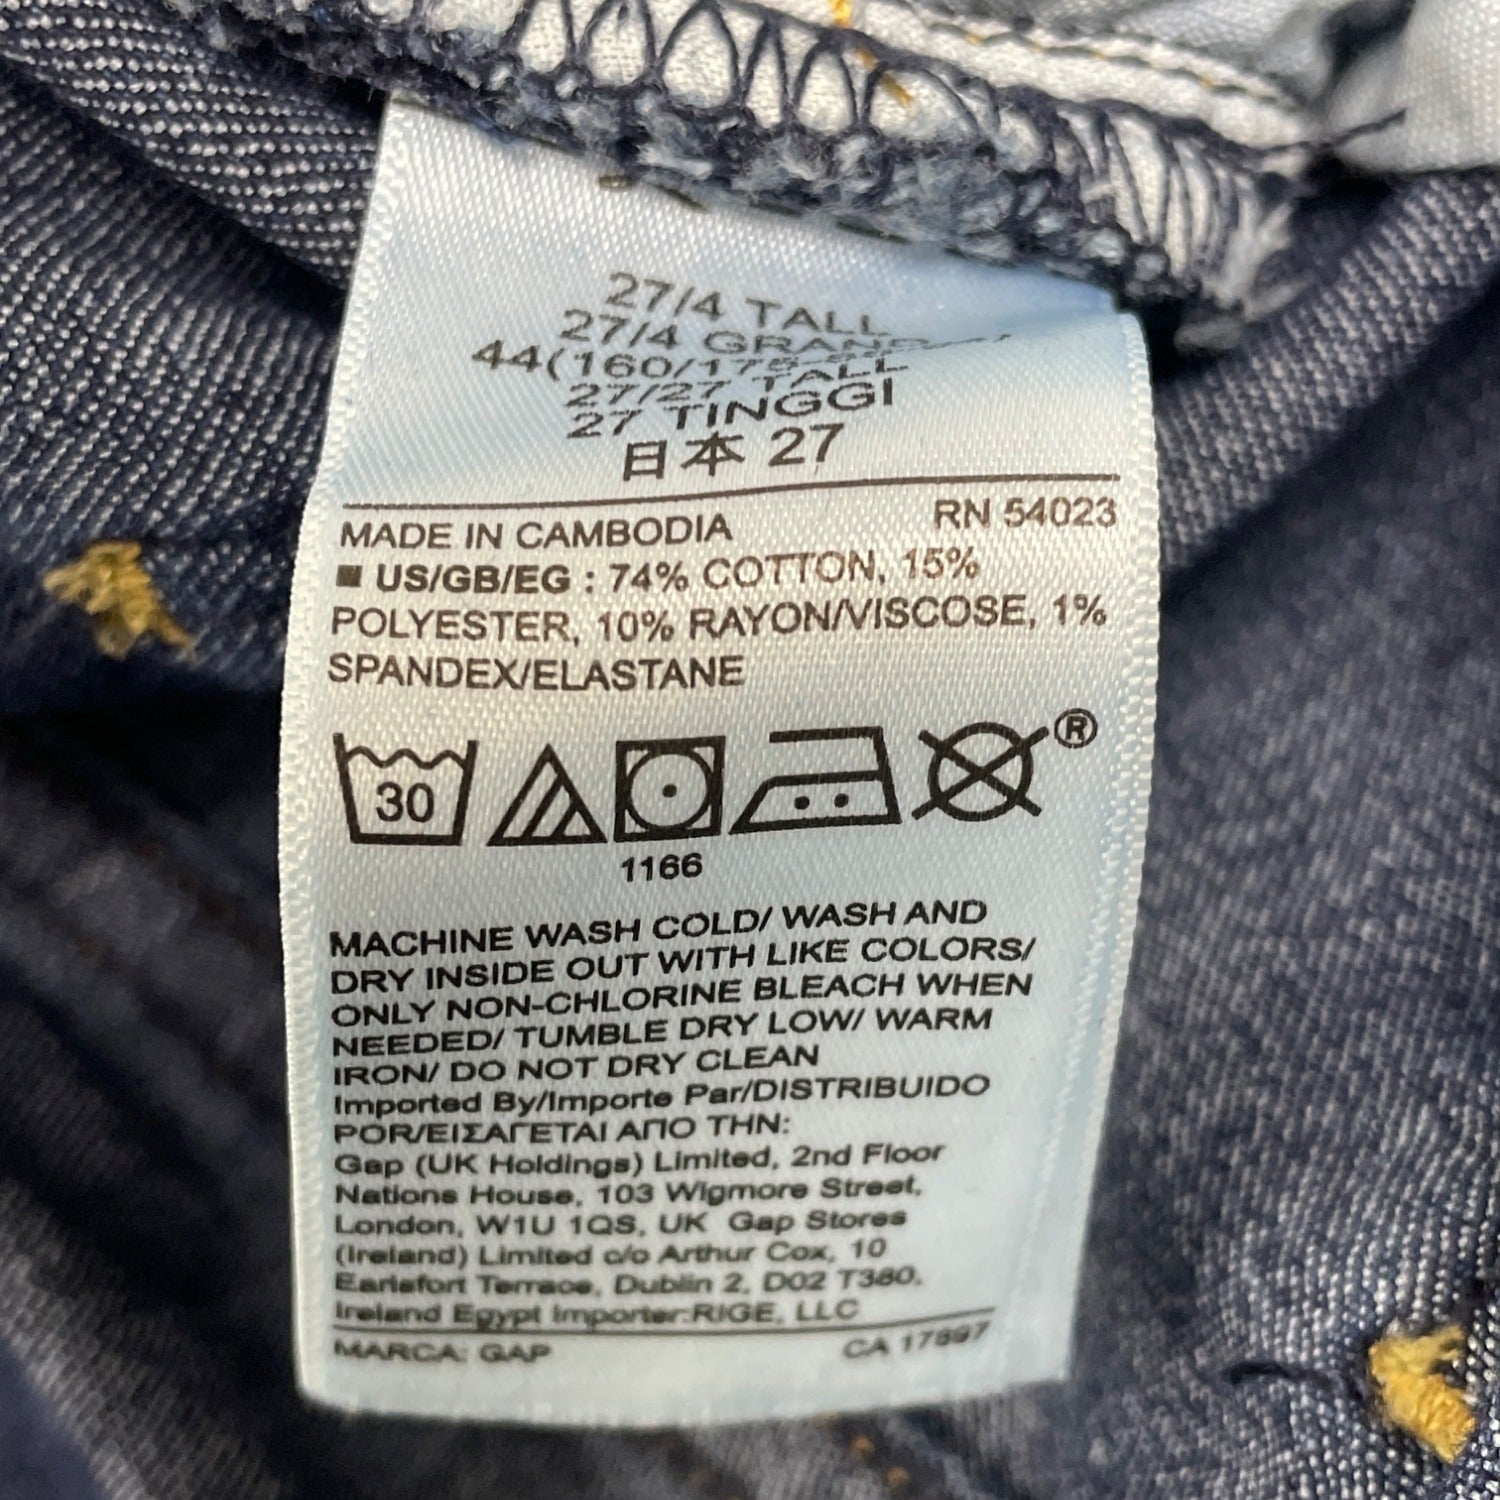 27/4 TALL
27/4 GRAND
44(160/175
27/27 TALL
27 TINGGI
日本 27
MADE IN CAMBODIA RN 54023
■ US/GB/EG : 74% COTTON, 15%
POLYESTER, 10% RAYON/VISCOSE, 1%
SPANDEX/ELASTANE
30 ®
1166
MACHINE WASH COLD/ WASH AND
DRY INSIDE OUT WITH LIKE COLORS/
ONLY NON-CHLORINE BLEACH WHEN
NEEDED/ TUMBLE DRY LOW/ WARM
IRON/ DO NOT DRY CLEAN
Imported By/Importe Par/DISTRIBUIDO
POR/ΕΙΣΑΓΕΤΑΙ ΑΠΟ ΤΗΝ:
Gap (UK Holdings) Limited, 2nd Floor
Nations House, 103 Wigmore Street,
London, W1U 1QS, UK Gap Stores
(Ireland) Limited c/o Arthur Cox, 10
Earlsfort Terrace, Dublin 2, D02 T380,
Ireland Egypt Importer:RIGE, LLC
MARCA: GAP CA 17897